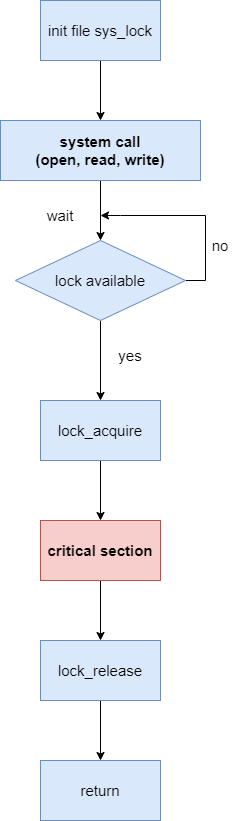 init file sys_lock
system call
(open, read, write)
wait
no
lock available
yes
lock_acquire
critical section
lock_release
return